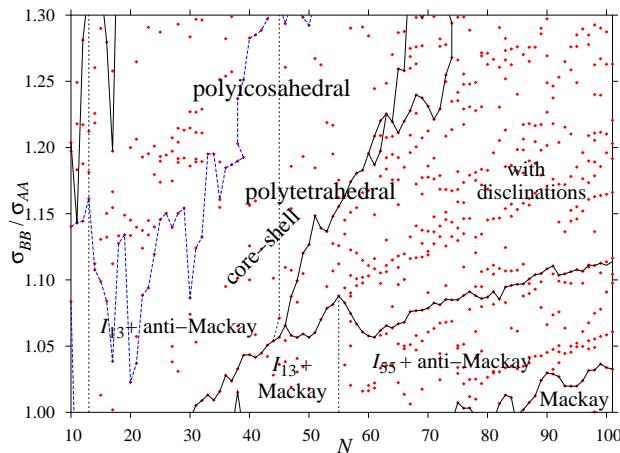 1.30
1.25
1.20
1.15
1.10
1.05
1.00
σBB / σAA
polyicosahedral
polytetrahedral
with
disclinations
core−shell
I13 + anti−Mackay
I13 +
Mackay
I55 + anti−Mackay
Mackay
10 20 30 40 50 60 70 80 90 100
N